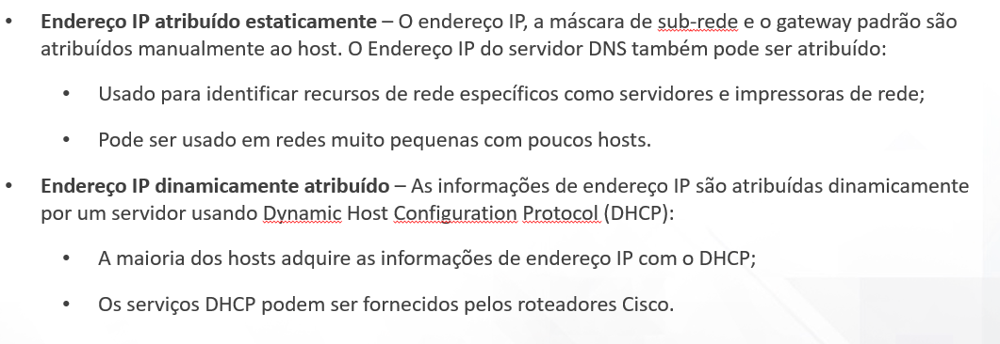 • Endereço IP atribuído estaticamente – O endereço IP, a máscara de sub-rede e o gateway padrão são
atribuídos manualmente ao host. O Endereço IP do servidor DNS também pode ser atribuído:
• Usado para identificar recursos de rede específicos como servidores e impressoras de rede;
• Pode ser usado em redes muito pequenas com poucos hosts.
• Endereço IP dinamicamente atribuído – As informações de endereço IP são atribuídas dinamicamente
por um servidor usando Dynamic Host Configuration Protocol (DHCP):
• A maioria dos hosts adquire as informações de endereço IP com o DHCP;
• Os serviços DHCP podem ser fornecidos pelos roteadores Cisco.